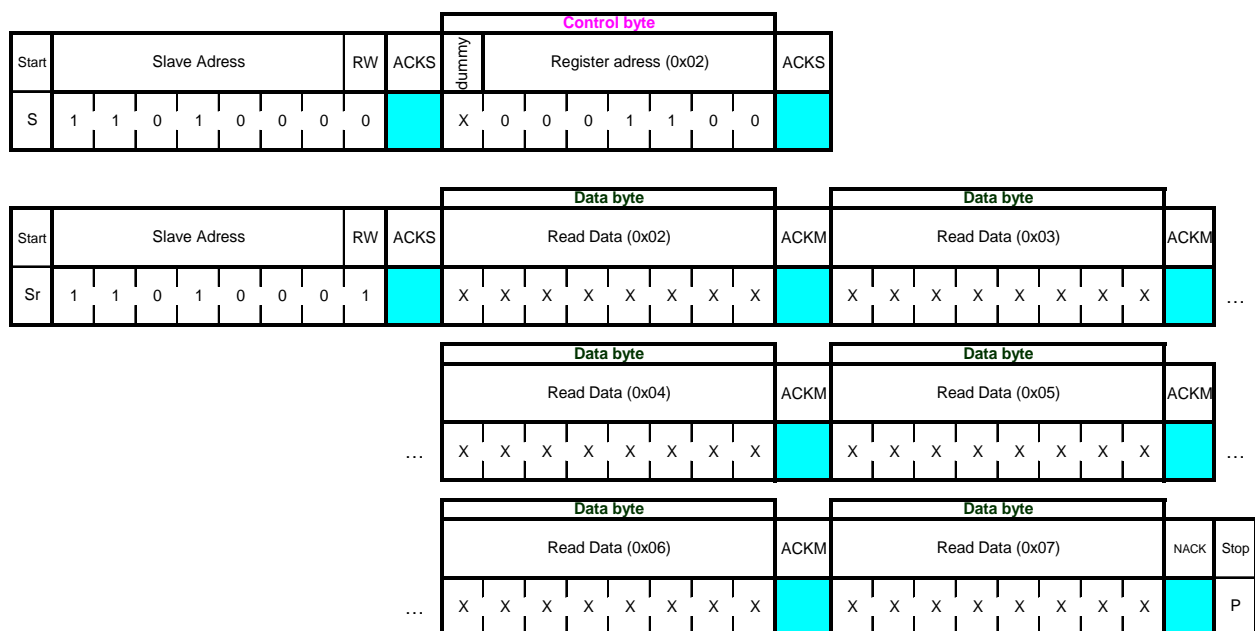 Control byte
Start Slave Adress RW ACKS dummy Register adress (0x02) ACKS
S 1 1 0 1 0 0 0 0 X 0 0 0 1 1 0 0
Data byte Data byte
Start Slave Adress RW ACKS Read Data (0x02) ACKM Read Data (0x03) ACKM
Sr 1 1 0 1 0 0 0 1 X X X X X X X X X X X X X X X X …
Data byte Data byte
Read Data (0x04) ACKM Read Data (0x05) ACKM
… X X X X X X X X X X X X X X X X …
Data byte Data byte
Read Data (0x06) ACKM Read Data (0x07) NACK Stop
… X X X X X X X X X X X X X X X X P